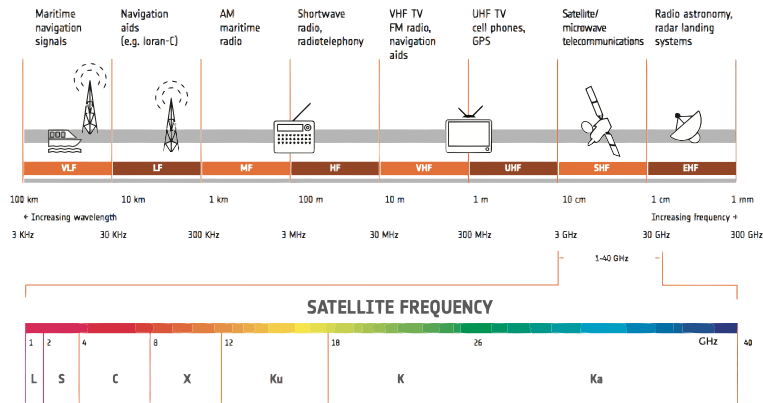 Maritime
navigation
signals
Navigation
aids
(e.g. loran-C)
AM
maritime
radio
Shortwave
radio,
radiotelephony
VHF TV
FM radio,
navigation
aids
UHF TV
cell phones,
GPS
Satellite/
microwave
telecommunications
Radio astronomy,
radar landing
systems
VLF LF MF HF VHF UHF SHF EHF
100 km 10 km 1 km 100 m 10 m 1 m 10 cm 1 cm 1 mm
← Increasing wavelength Increasing frequency →
3 KHz 30 KHz 300 KHz 3 MHz 30 MHz 300 MHz 3 GHz 30 GHz 300 GHz
1-40 GHz
SATELLITE FREQUENCY
1 2 4 8 12 18 26 GHz 40
L S C X Ku K Ka